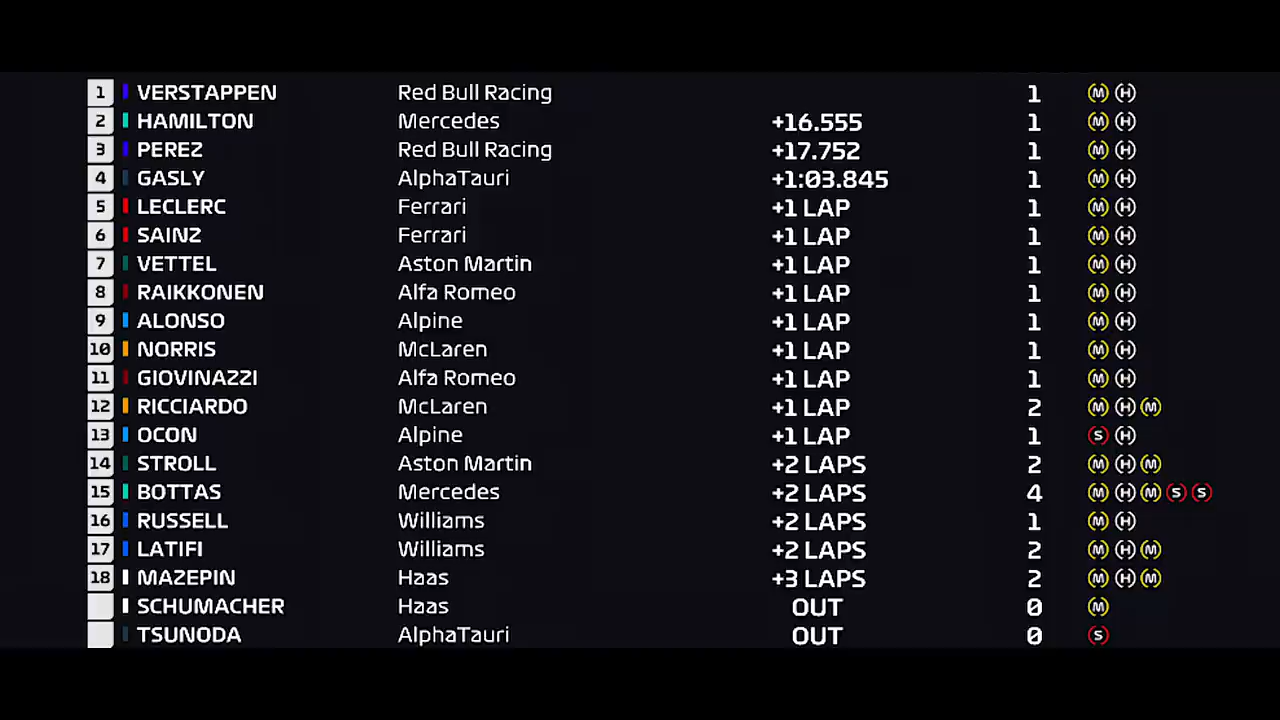 1 VERSTAPPEN Red Bull Racing 1 M H
2 HAMILTON Mercedes +16.555 1 M H
3 PEREZ Red Bull Racing +17.752 1 M H
4 GASLY AlphaTauri +1:03.845 1 M H
5 LECLERC Ferrari +1 LAP 1 M H
6 SAINZ Ferrari +1 LAP 1 M H
7 VETTEL Aston Martin +1 LAP 1 M H
8 RAIKKONEN Alfa Romeo +1 LAP 1 M H
9 ALONSO Alpine +1 LAP 1 M H
10 NORRIS McLaren +1 LAP 1 M H
11 GIOVINAZZI Alfa Romeo +1 LAP 1 M H
12 RICCIARDO McLaren +1 LAP 2 M H M
13 OCON Alpine +1 LAP 1 S H
14 STROLL Aston Martin +2 LAPS 2 M H M
15 BOTTAS Mercedes +2 LAPS 4 M H M S S
16 RUSSELL Williams +2 LAPS 1 M H
17 LATIFI Williams +2 LAPS 2 M H M
18 MAZEPIN Haas +3 LAPS 2 M H M
SCHUMACHER Haas OUT 0 M
TSUNODA AlphaTauri OUT 0 S